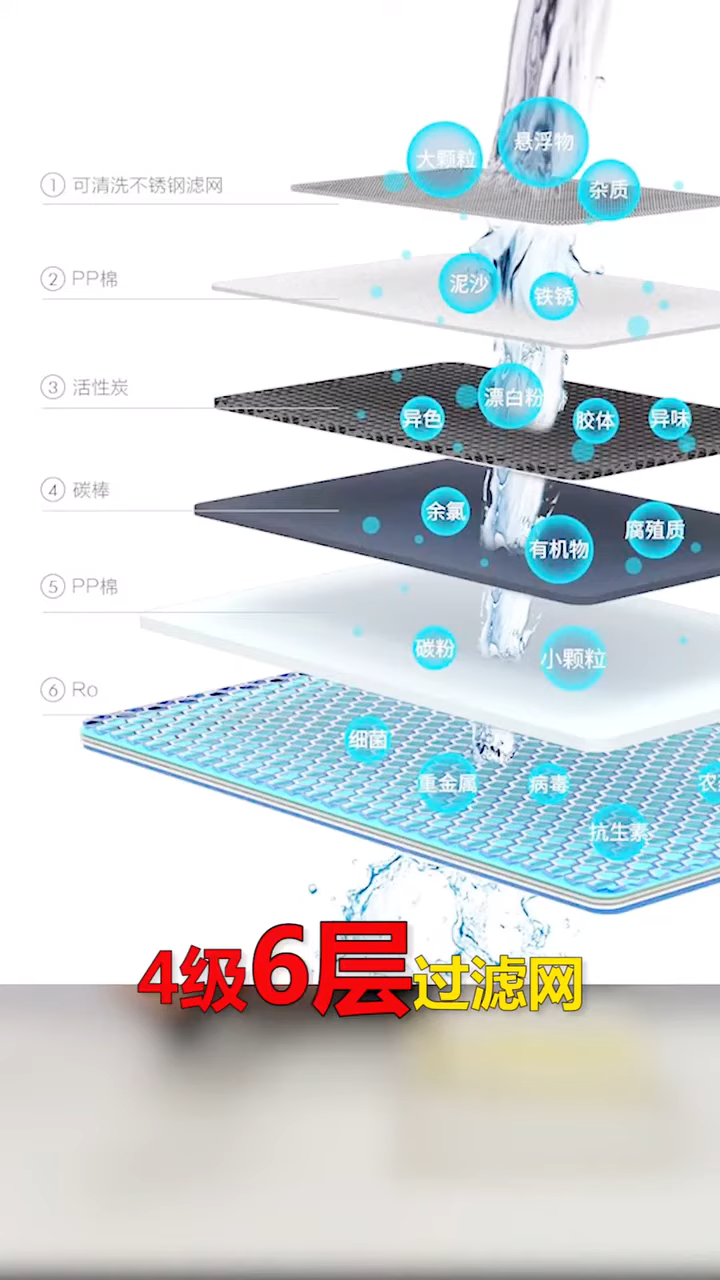 悬浮物
大颗粒
杂质
① 可清洗不锈钢滤网
泥沙
铁锈
② PP棉
③ 活性炭
漂白粉
异色
胶体
异味
④ 碳棒
余氯
有机物
腐殖质
⑤ PP棉
碳粉
小颗粒
⑥ Ro
细菌
重金属
病毒
农
抗生素
4级6层过滤网